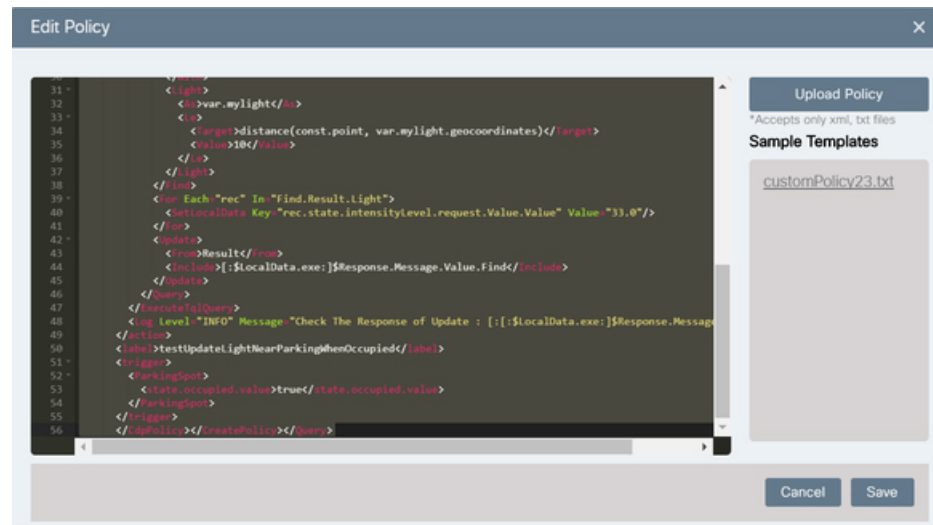 Edit Policy ×
31 <Light>
32 <As>var.mylight</As>
33 <Le>
34 <Target>distance(const.point, var.mylight.geocoordinates)</Target>
35 <Value>10</Value>
36 </Le>
37 </Light>
38 </Find>
39 <For Each="rec" In="Find.Result.Light">
40 <SetLocalData Key="rec.state.intensityLevel.request.Value.Value" Value="33.0"/>
41 </For>
42 <Update>
43 <From>Result</From>
44 <Include>[:$LocalData.exe:]$Response.Message.Value.Find</Include>
45 </Update>
46 </Query>
47 </ExecuteTqlQuery>
48 <Log Level="INFO" Message="Check The Response of Update : [:[:$LocalData.exe:]$Response.Message
49 </action>
50 <label>testUpdateLightNearParkingWhenOccupied</label>
51 <trigger>
52 <ParkingSpot>
53 <state.occupied.value>true</state.occupied.value>
54 </ParkingSpot>
55 </trigger>
56 </CdpPolicy></CreatePolicy></Query>
Upload Policy
*Accepts only xml, txt files
Sample Templates
customPolicy23.txt
Cancel
Save